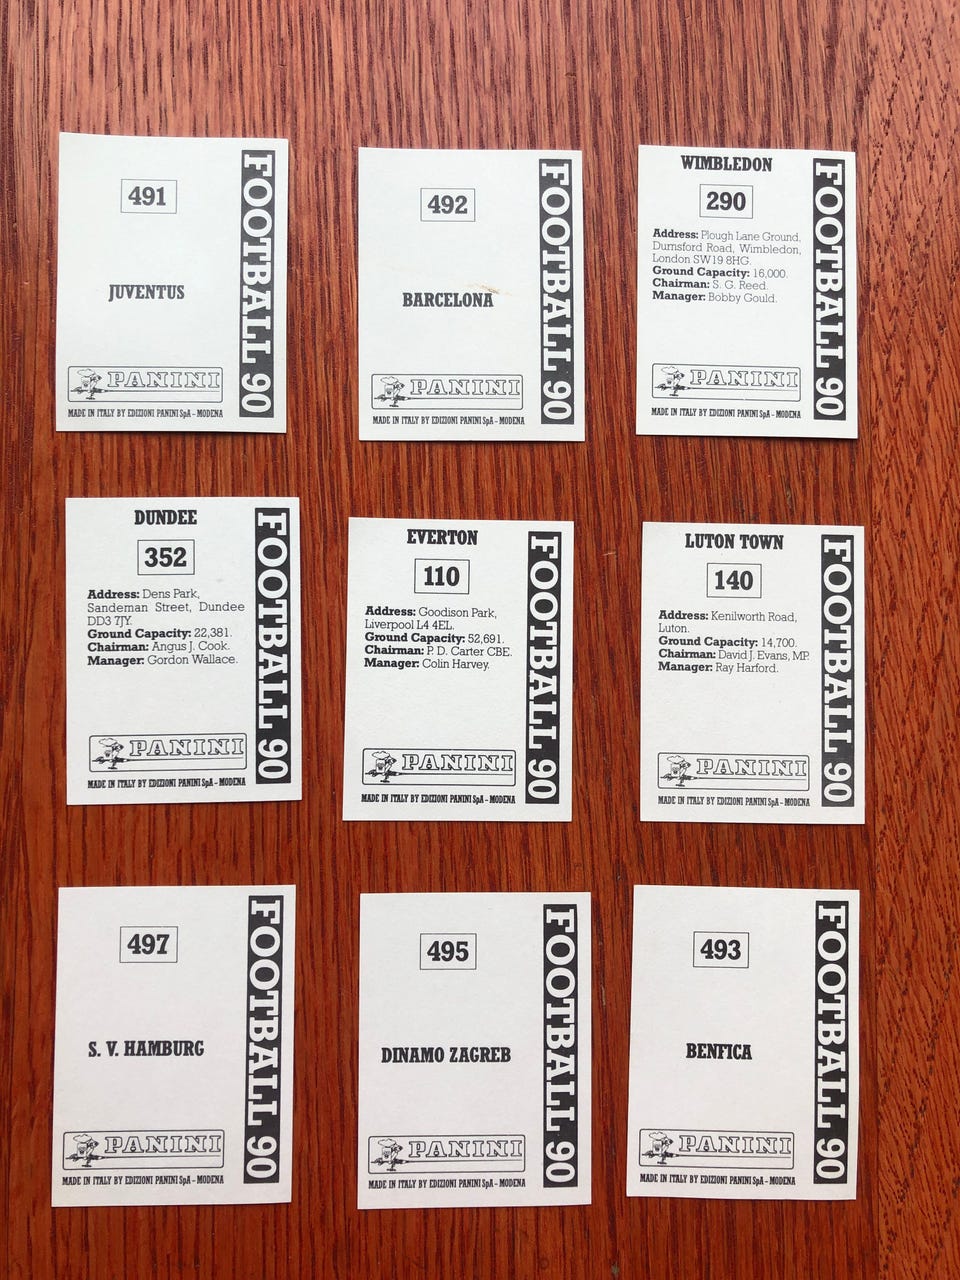 491
JUVENTUS
PANINI
MADE IN ITALY BY EDIZIONI PANINI SpA - MODENA
FOOTBALL 90
492
BARCELONA
PANINI
MADE IN ITALY BY EDIZIONI PANINI SpA - MODENA
FOOTBALL 90
WIMBLEDON
290
Address: Plough Lane Ground,
Durnsford Road, Wimbledon,
London SW19 8HG.
Ground Capacity: 16,000.
Chairman: S. G. Reed.
Manager: Bobby Gould.
PANINI
MADE IN ITALY BY EDIZIONI PANINI SpA - MODENA
FOOTBALL 90
DUNDEE
352
Address: Dens Park,
Sandeman Street, Dundee
DD3 7JY.
Ground Capacity: 22,381.
Chairman: Angus J. Cook.
Manager: Gordon Wallace.
PANINI
MADE IN ITALY BY EDIZIONI PANINI SpA - MODENA
FOOTBALL 90
EVERTON
110
Address: Goodison Park,
Liverpool L4 4EL.
Ground Capacity: 52,691.
Chairman: P. D. Carter CBE.
Manager: Colin Harvey.
PANINI
MADE IN ITALY BY EDIZIONI PANINI SpA - MODENA
FOOTBALL 90
LUTON TOWN
140
Address: Kenilworth Road,
Luton.
Ground Capacity: 14,700.
Chairman: David J. Evans, MP.
Manager: Ray Harford.
PANINI
MADE IN ITALY BY EDIZIONI PANINI SpA - MODENA
FOOTBALL 90
497
S. V. HAMBURG
PANINI
MADE IN ITALY BY EDIZIONI PANINI SpA - MODENA
FOOTBALL 90
495
DINAMO ZAGREB
PANINI
MADE IN ITALY BY EDIZIONI PANINI SpA - MODENA
FOOTBALL 90
493
BENFICA
PANINI
MADE IN ITALY BY EDIZIONI PANINI SpA - MODENA
FOOTBALL 90